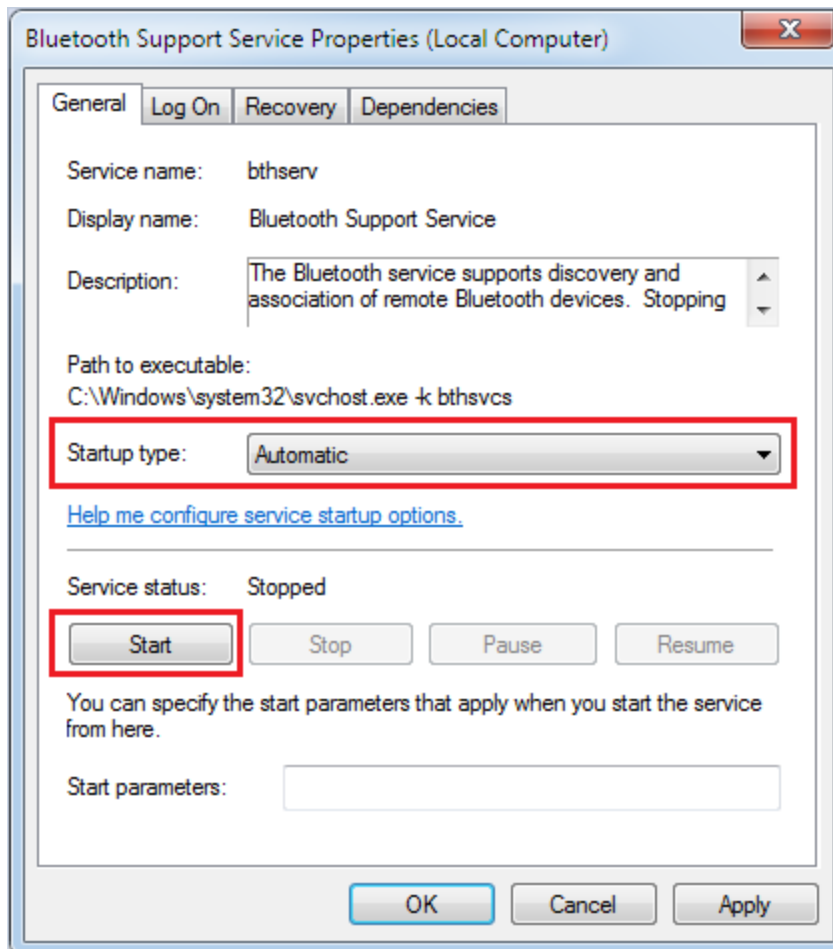 Bluetooth Support Service Properties (Local Computer)
General Log On Recovery Dependencies
Service name: bthserv
Display name: Bluetooth Support Service
Description: The Bluetooth service supports discovery and
association of remote Bluetooth devices. Stopping
Path to executable:
C:\Windows\system32\svchost.exe -k bthsvcs
Startup type: Automatic
Help me configure service startup options.
Service status: Stopped
Start Stop Pause Resume
You can specify the start parameters that apply when you start the service
from here.
Start parameters:
OK Cancel Apply